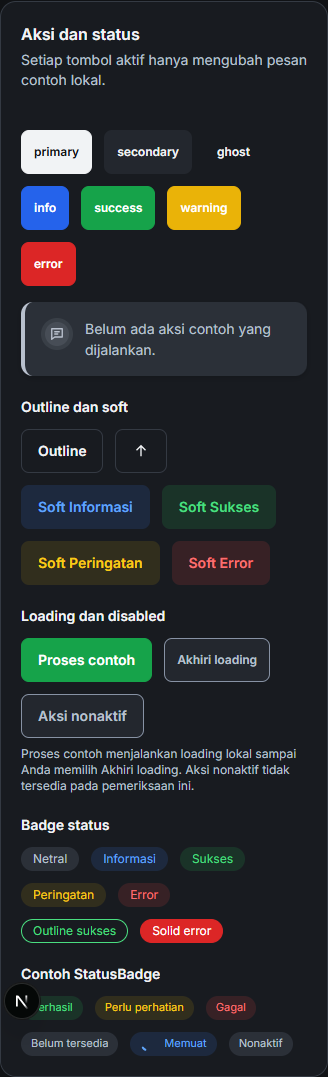 Aksi dan status
Setiap tombol aktif hanya mengubah pesan
contoh lokal.
primary secondary ghost
info success warning
error
Belum ada aksi contoh yang
dijalankan.
Outline dan soft
Outline ↑
Soft Informasi Soft Sukses
Soft Peringatan Soft Error
Loading dan disabled
Proses contoh Akhiri loading
Aksi nonaktif
Proses contoh menjalankan loading lokal sampai
Anda memilih Akhiri loading. Aksi nonaktif tidak
tersedia pada pemeriksaan ini.
Badge status
Netral Informasi Sukses
Peringatan Error
Outline sukses Solid error
Contoh StatusBadge
N erhasil Perlu perhatian Gagal
Belum tersedia Memuat Nonaktif